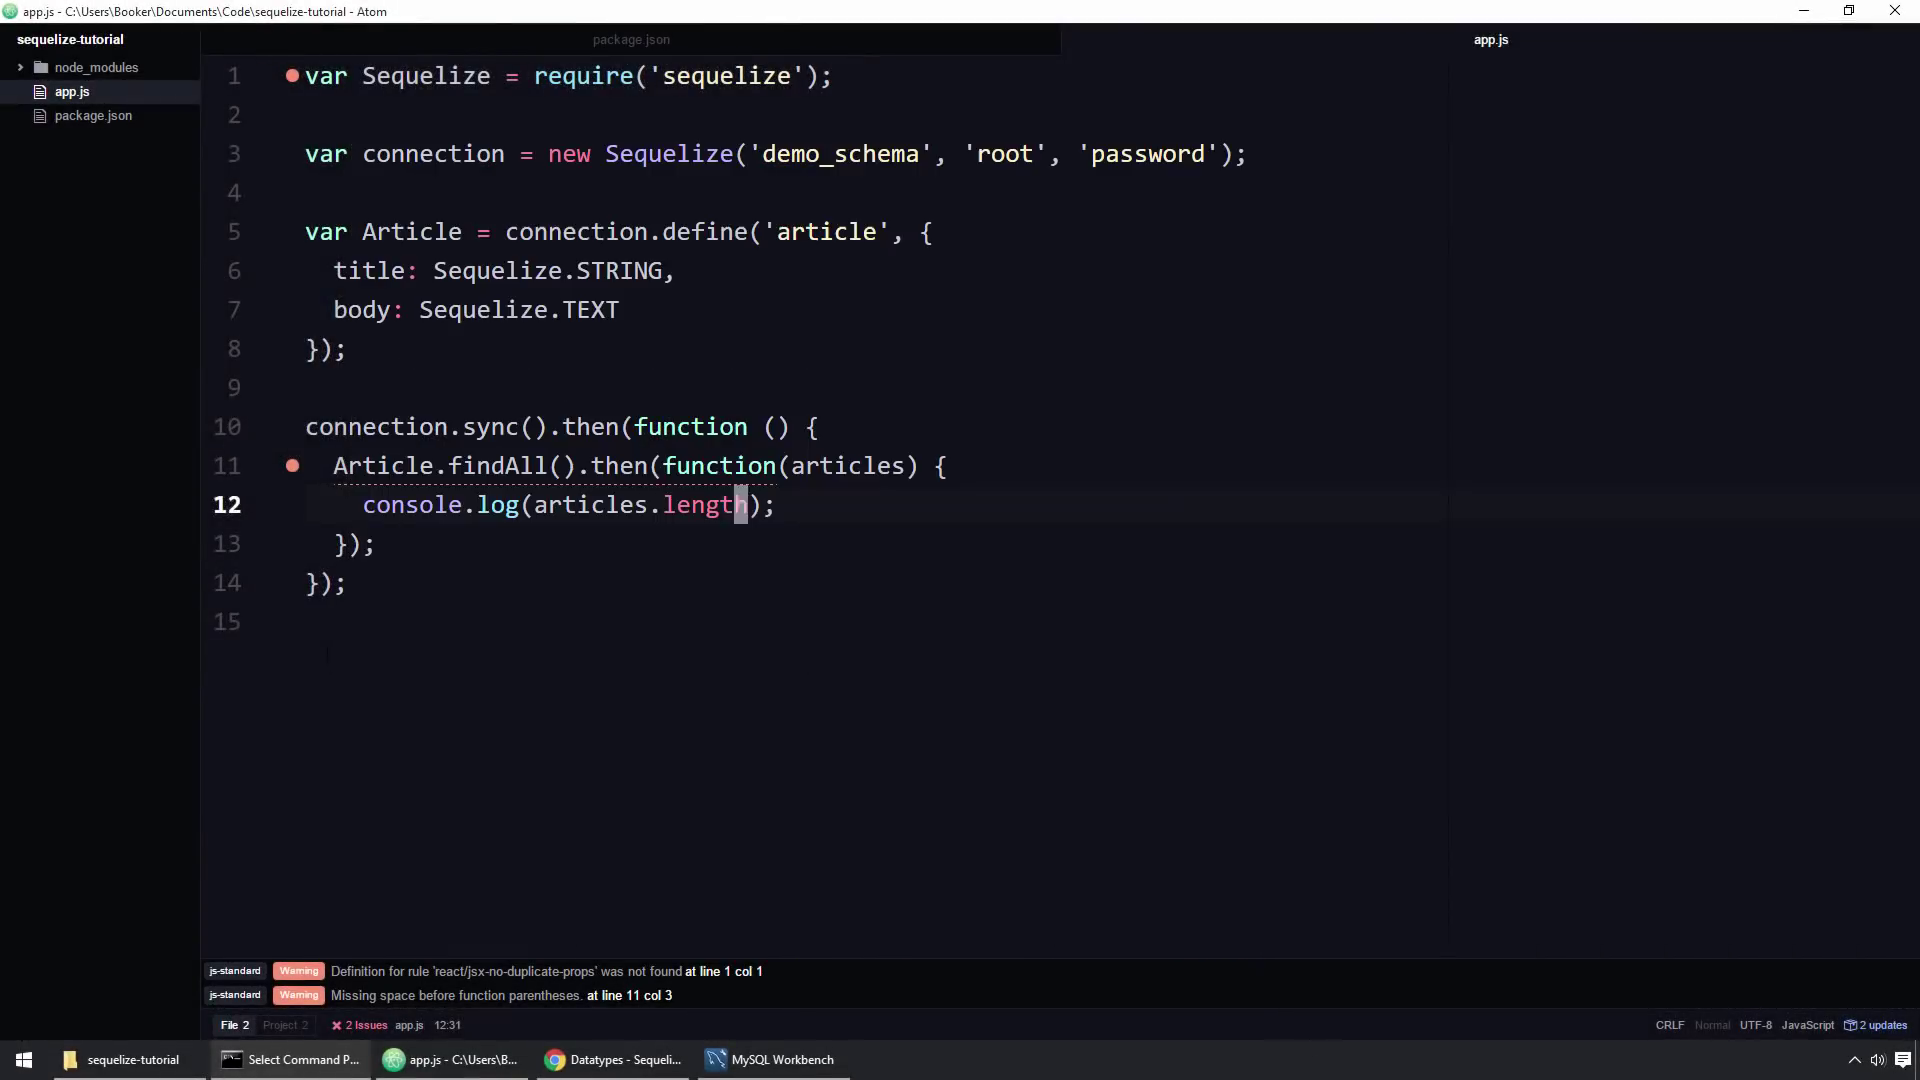 app.js - C:\Users\Booker\Documents\Code\sequelize-tutorial - Atom
sequelize-tutorial
node_modules
app.js
package.json
package.json
app.js
1 var Sequelize = require('sequelize');
2
3 var connection = new Sequelize('demo_schema', 'root', 'password');
4
5 var Article = connection.define('article', {
6 title: Sequelize.STRING,
7 body: Sequelize.TEXT
8 });
9
10 connection.sync().then(function () {
11 Article.findAll().then(function(articles) {
12 console.log(articles.length);
13 });
14 });
15
js-standard Warning Definition for rule 'react/jsx-no-duplicate-props' was not found at line 1 col 1
js-standard Warning Missing space before function parentheses. at line 11 col 3
File 2 Project 2 2 Issues app.js 12:31 CRLF Normal UTF-8 JavaScript 2 updates
sequelize-tutorial Select Command P... app.js - C:\Users\B... Datatypes - Sequeli... MySQL Workbench